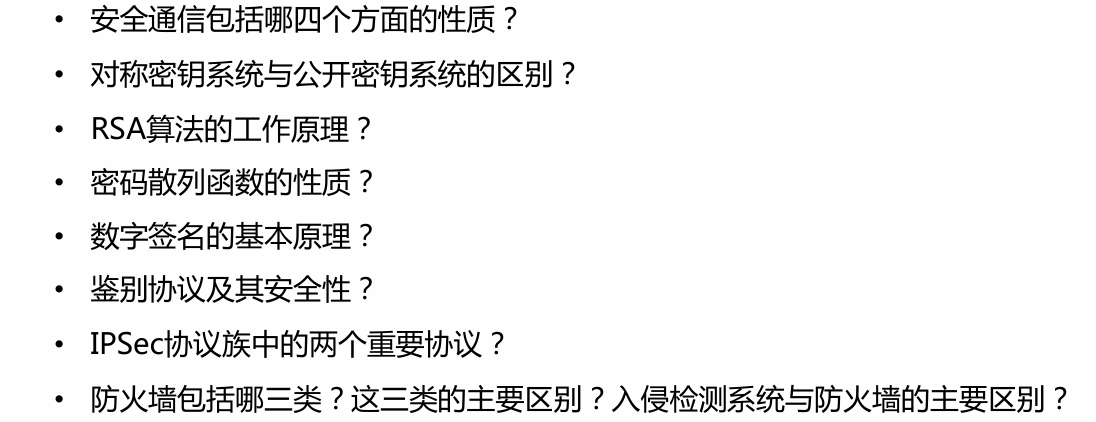 • 安全通信包括哪四个方面的性质？
• 对称密钥系统与公开密钥系统的区别？
• RSA算法的工作原理？
• 密码散列函数的性质？
• 数字签名的基本原理？
• 鉴别协议及其安全性？
• IPSec协议族中的两个重要协议？
• 防火墙包括哪三类？这三类的主要区别？入侵检测系统与防火墙的主要区别？